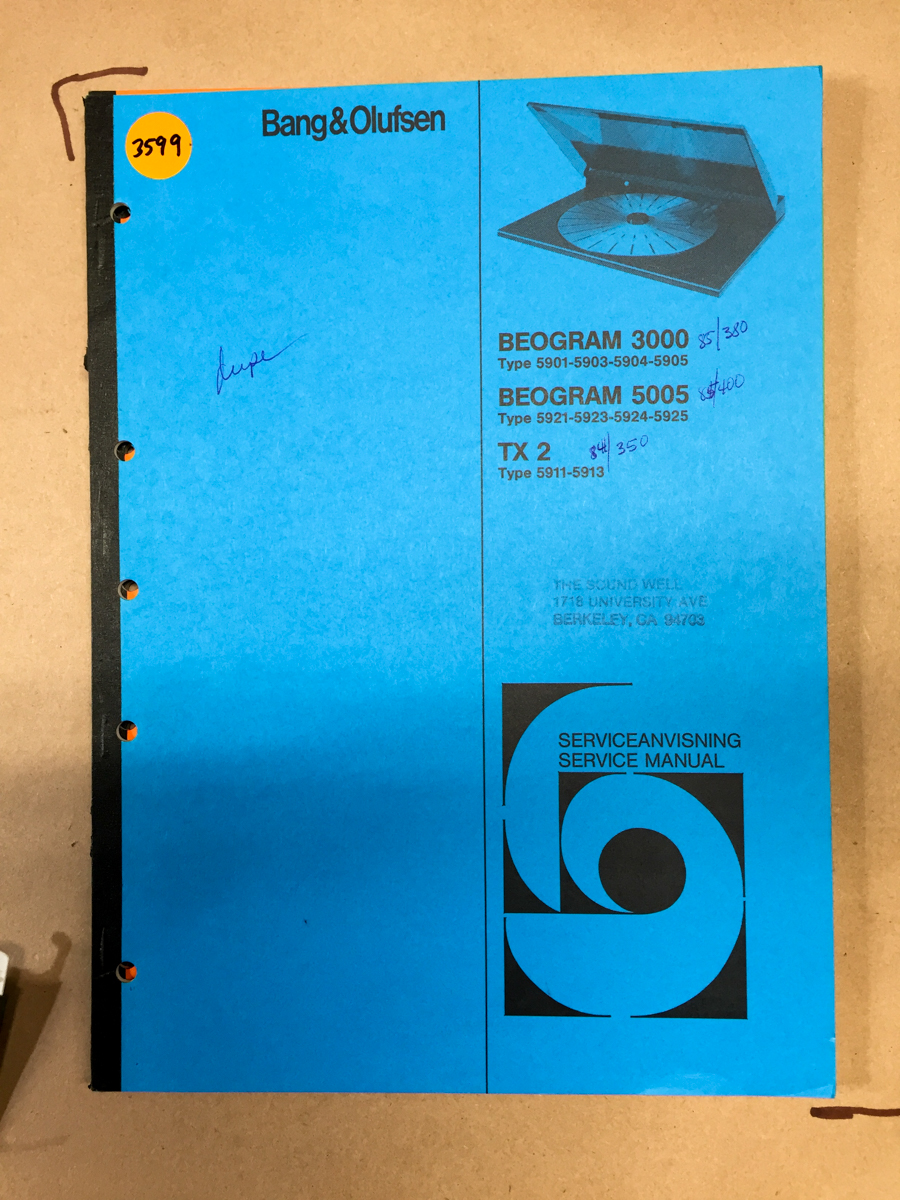 3599
Bang&Olufsen
dupe
BEOGRAM 3000 85/380
Type 5901-5903-5904-5905
BEOGRAM 5005 85/400
Type 5921-5923-5924-5925
TX 2 84/350
Type 5911-5913
THE SOUND WELL
1718 UNIVERSITY AVE
BERKELEY, CA 94703
SERVICEANVISNING
SERVICE MANUAL